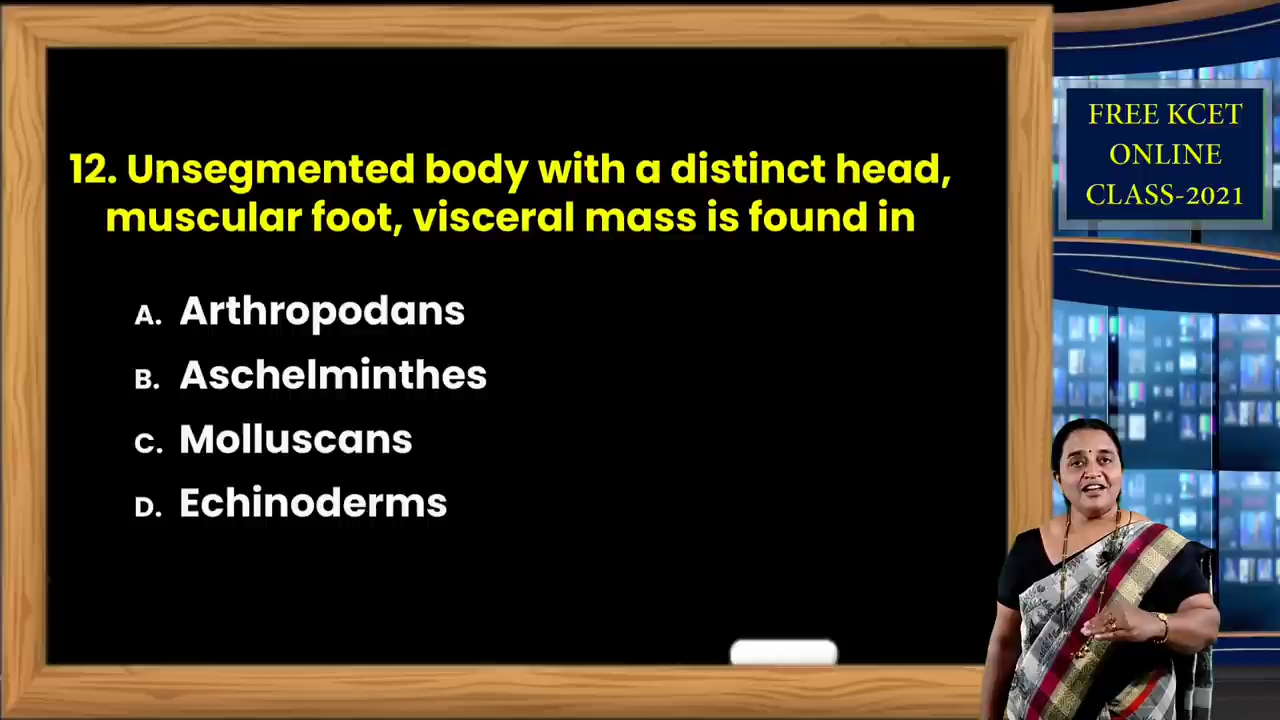 12. Unsegmented body with a distinct head,
muscular foot, visceral mass is found in
A. Arthropodans
B. Aschelminthes
C. Molluscans
D. Echinoderms
FREE KCET
ONLINE
CLASS-2021